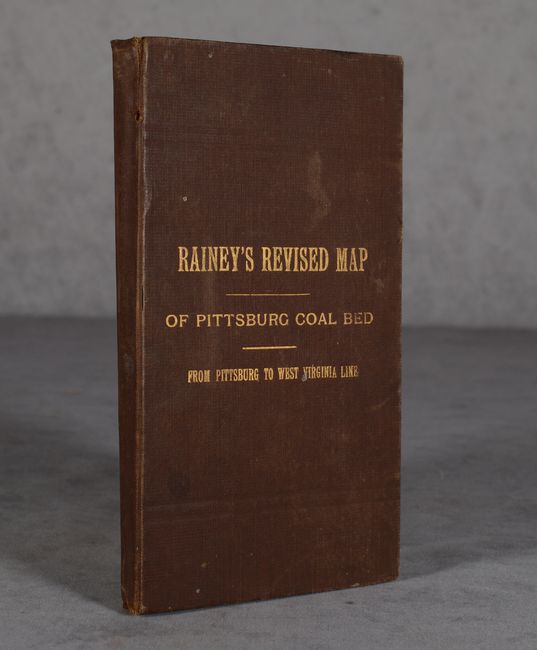 RAINEY'S REVISED MAP
OF PITTSBURG COAL BED
FROM PITTSBURG TO WEST VIRGINIA LINE